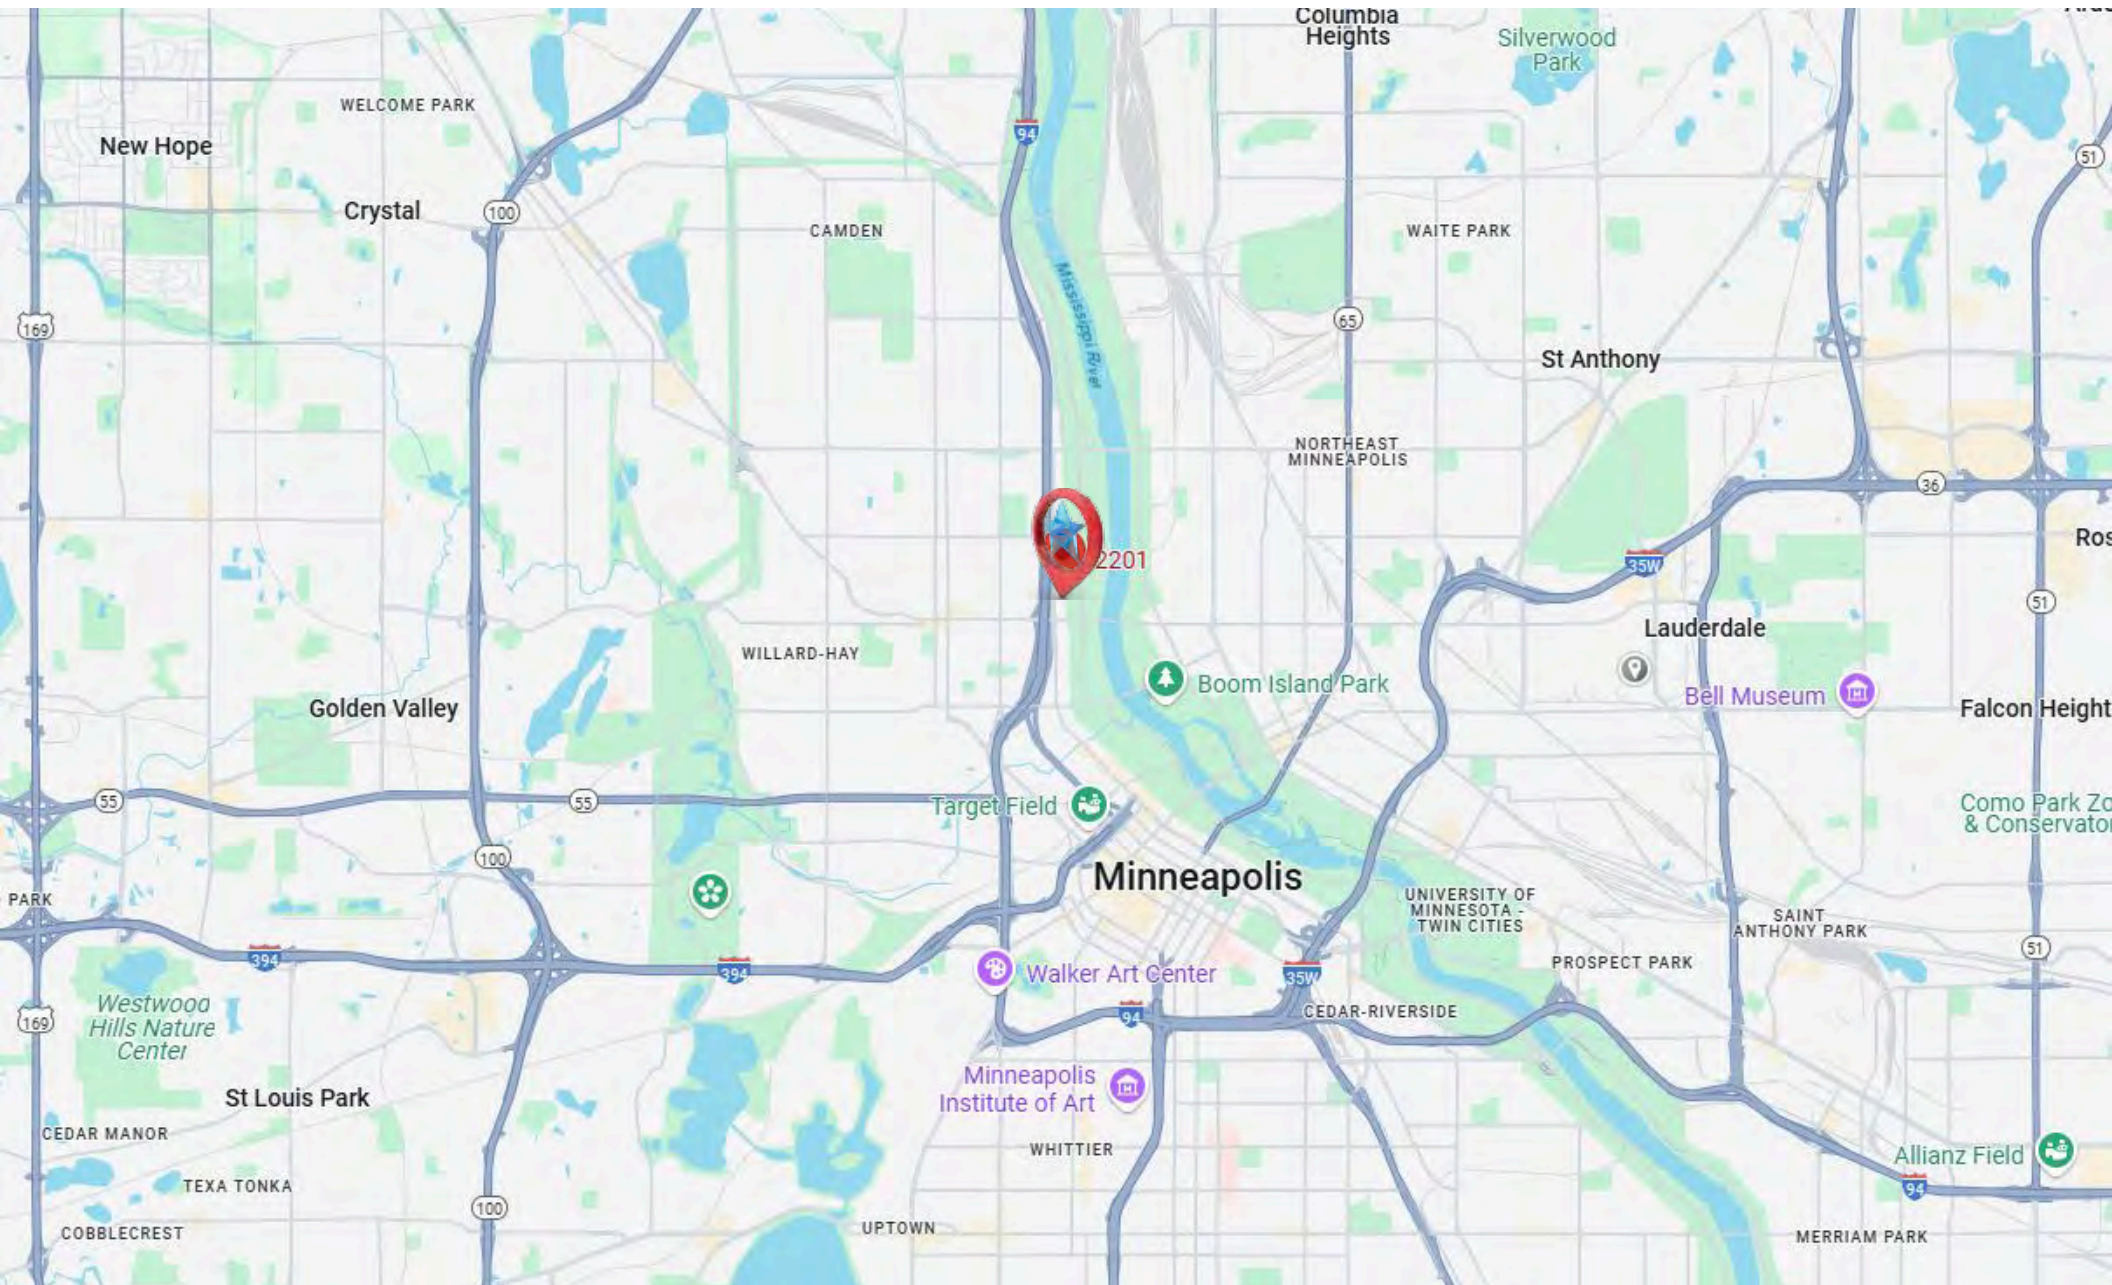 Columbia
Heights
Silverwood
Park
WELCOME PARK
94
New Hope
51
Crystal
100
CAMDEN
WAITE PARK
Mississippi River
169
65
St Anthony
NORTHEAST
MINNEAPOLIS
36
2201
35W
51
Lauderdale
WILLARD-HAY
Boom Island Park
Bell Museum
Golden Valley
Falcon Height
55
55
Target Field
Como Park Zo
& Conservato
100
Minneapolis
PARK
UNIVERSITY OF
MINNESOTA -
TWIN CITIES
SAINT
ANTHONY PARK
51
394
394
Walker Art Center
35W
PROSPECT PARK
Westwood
Hills Nature
Center
169
94
CEDAR-RIVERSIDE
Minneapolis
Institute of Art
St Louis Park
CEDAR MANOR
WHITTIER
Allianz Field
TEXA TONKA
94
100
COBBLECREST
UPTOWN
MERRIAM PARK